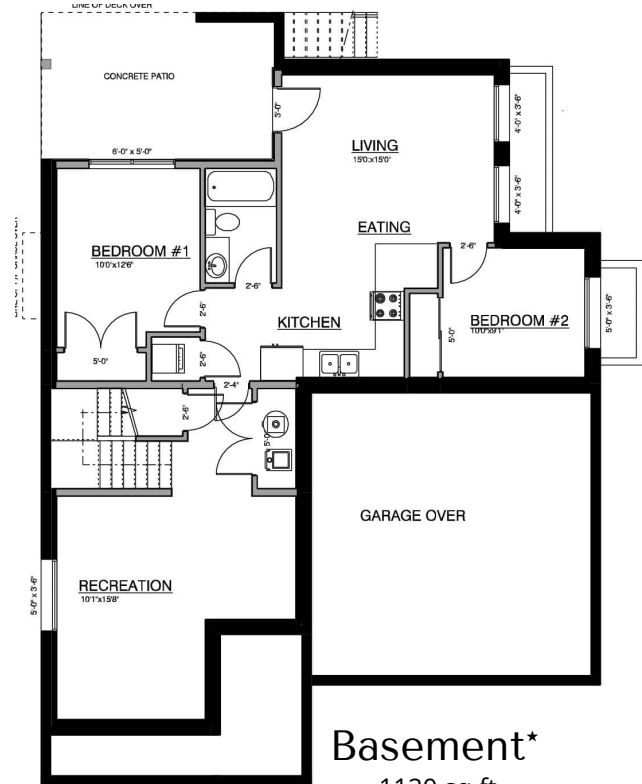 LINE OF DECK OVER
CONCRETE PATIO
3'-0"
4'-0" x 3'-6"
LIVING
15'0:x15'0'
6'-0" x 5'-0"
4'-0" x 3'-6"
EATING
2'-6"
BEDROOM #1
10'0'x12'6"
2'-6"
2'-6"
KITCHEN
BEDROOM #2
10'0"x9'1"
5'-0" x 3'-6"
5'-0"
5'-0"
2'-6"
2'-4"
2'-6"
5'-0"
GARAGE OVER
5'-0" x 3'-6"
RECREATION
10'1"x15'8"
Basement*
1120 sq ft